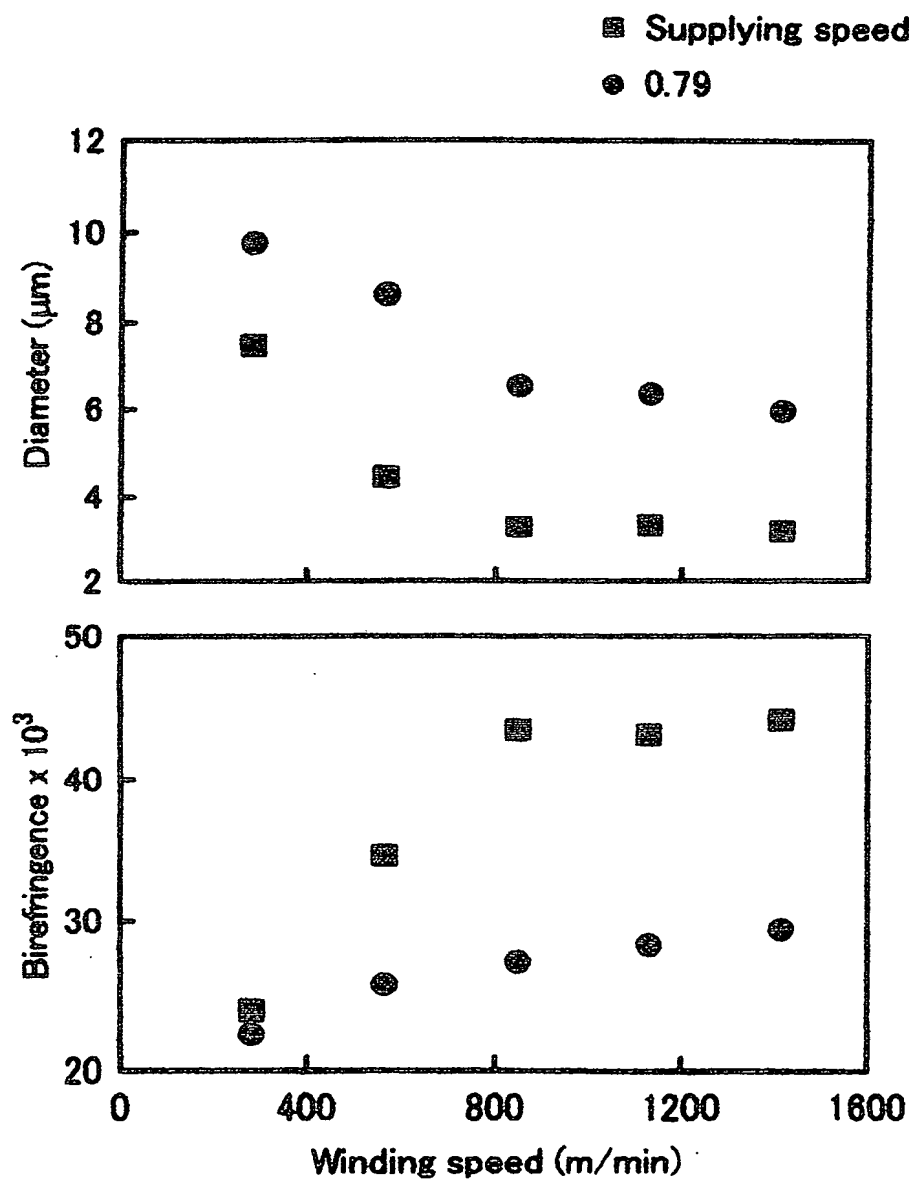 Supplying speed
0.79
12
10
8
6
4
2
Diameter (μm)
50
40
30
20
Birefringence x 10³
0 400 800 1200 1600
Winding speed (m/min)